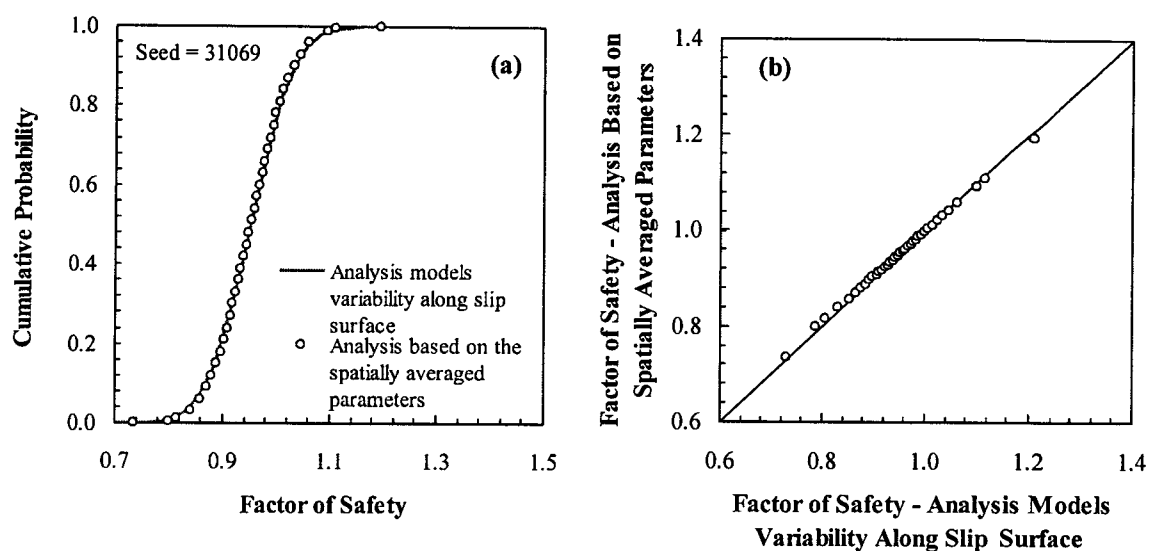 1.0
0.8
0.6
0.4
0.2
0.0
Cumulative Probability
Seed = 31069
(a)
Analysis models
variability along slip
surface
Analysis based on the
spatially averaged
parameters
0.7 0.9 1.1 1.3 1.5
Factor of Safety
Factor of Safety - Analysis Based on
Spatially Averaged Parameters
1.4
1.2
1.0
0.8
0.6
(b)
0.6 0.8 1.0 1.2 1.4
Factor of Safety - Analysis Models
Variability Along Slip Surface